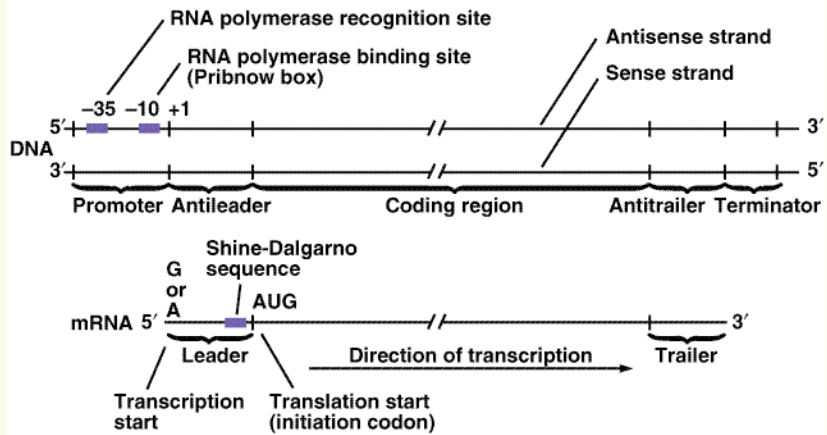 RNA polymerase recognition site
RNA polymerase binding site
(Pribnow box)
Antisense strand
Sense strand
–35 –10 +1
5′ 3′
DNA
3′ 5′
Promoter Antileader Coding region Antitrailer Terminator
Shine-Dalgarno
sequence
G
or
A
AUG
mRNA 5′ 3′
Leader Direction of transcription Trailer
Transcription
start
Translation start
(initiation codon)